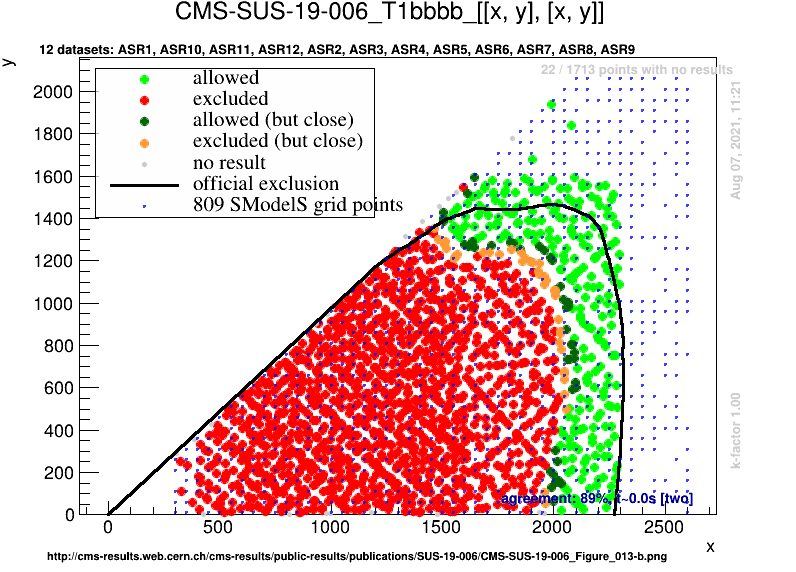 CMS-SUS-19-006_T1bbbb_[[x, y], [x, y]]
12 datasets: ASR1, ASR10, ASR11, ASR12, ASR2, ASR3, ASR4, ASR5, ASR6, ASR7, ASR8, ASR9
y
22 / 1713 points with no results
allowed
excluded
allowed (but close)
excluded (but close)
no result
official exclusion
809 SModelS grid points
2000
1800
1600
1400
1200
1000
800
600
400
200
0
Aug 07, 2021, 11:21
k-factor 1.00
agreement: 89%, t~0.0s [two]
0 500 1000 1500 2000 2500
x
http://cms-results.web.cern.ch/cms-results/public-results/publications/SUS-19-006/CMS-SUS-19-006_Figure_013-b.png